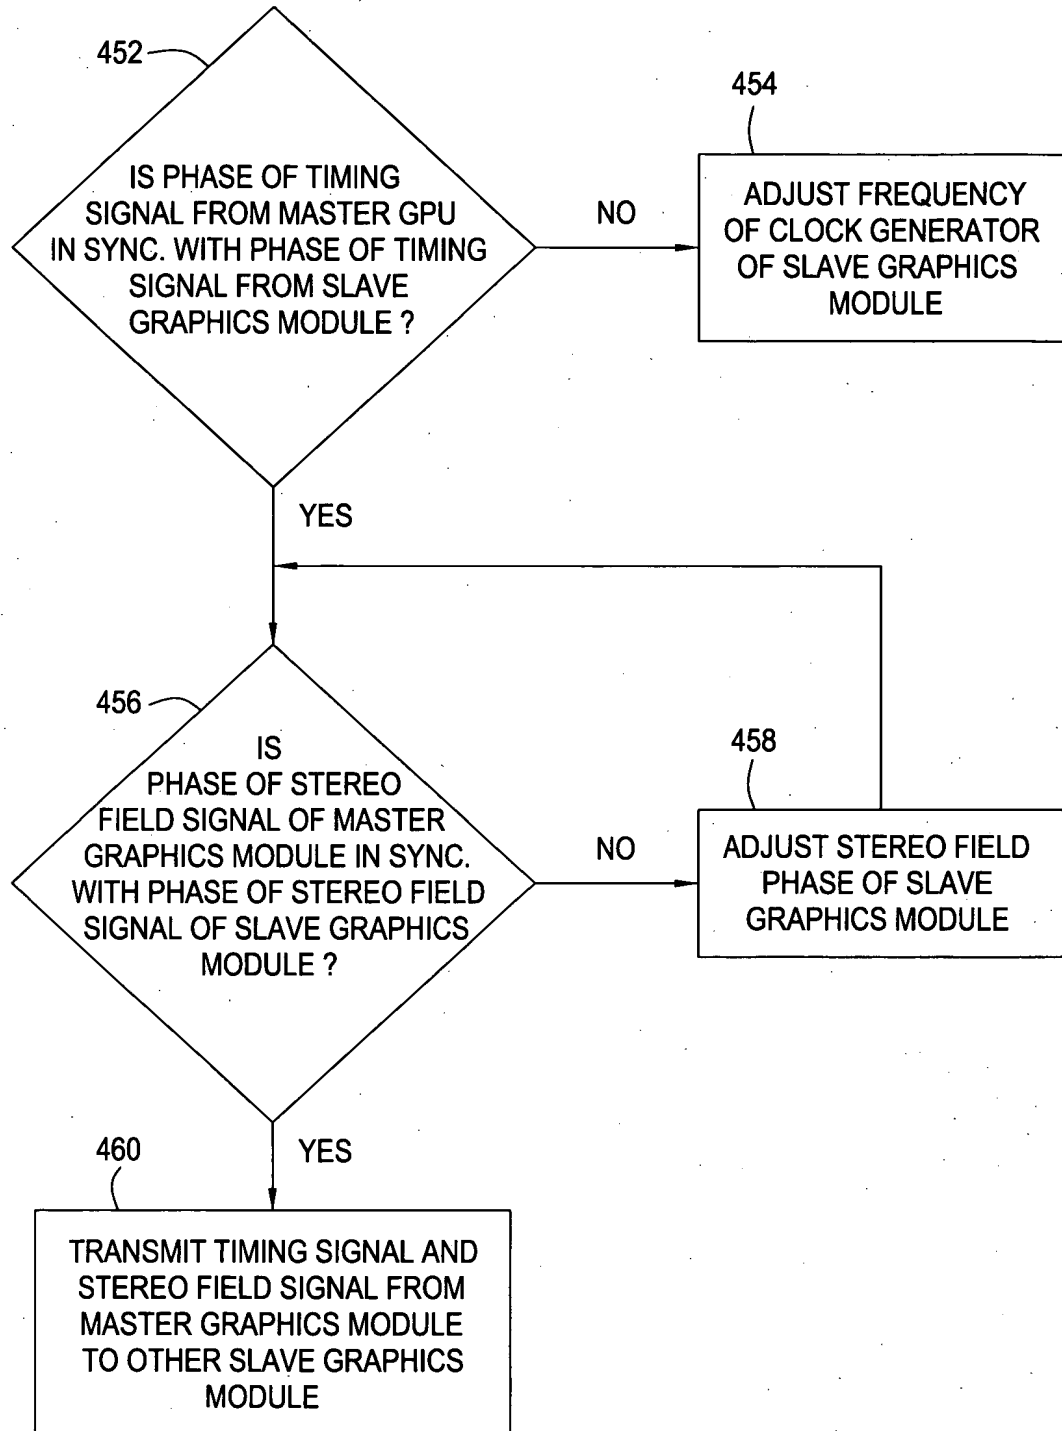 452
IS PHASE OF TIMING
SIGNAL FROM MASTER GPU
IN SYNC. WITH PHASE OF TIMING
SIGNAL FROM SLAVE
GRAPHICS MODULE ?
NO
454
ADJUST FREQUENCY
OF CLOCK GENERATOR
OF SLAVE GRAPHICS
MODULE
YES
456
IS
PHASE OF STEREO
FIELD SIGNAL OF MASTER
GRAPHICS MODULE IN SYNC.
WITH PHASE OF STEREO FIELD
SIGNAL OF SLAVE GRAPHICS
MODULE ?
NO
458
ADJUST STEREO FIELD
PHASE OF SLAVE
GRAPHICS MODULE
YES
460
TRANSMIT TIMING SIGNAL AND
STEREO FIELD SIGNAL FROM
MASTER GRAPHICS MODULE
TO OTHER SLAVE GRAPHICS
MODULE